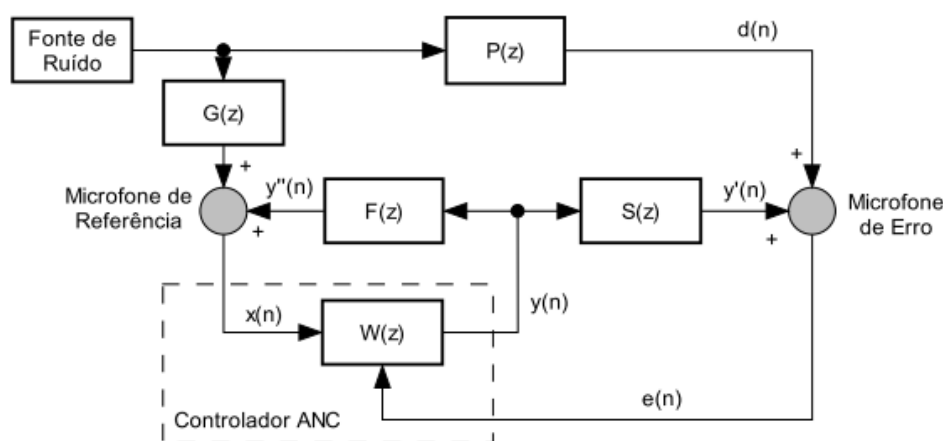 Fonte de
Ruído
P(z)
d(n)
G(z)
+
+
Microfone de
Referência
y''(n)
F(z)
S(z)
y'(n)
Microfone
de Erro
+
+
x(n)
W(z)
y(n)
e(n)
Controlador ANC